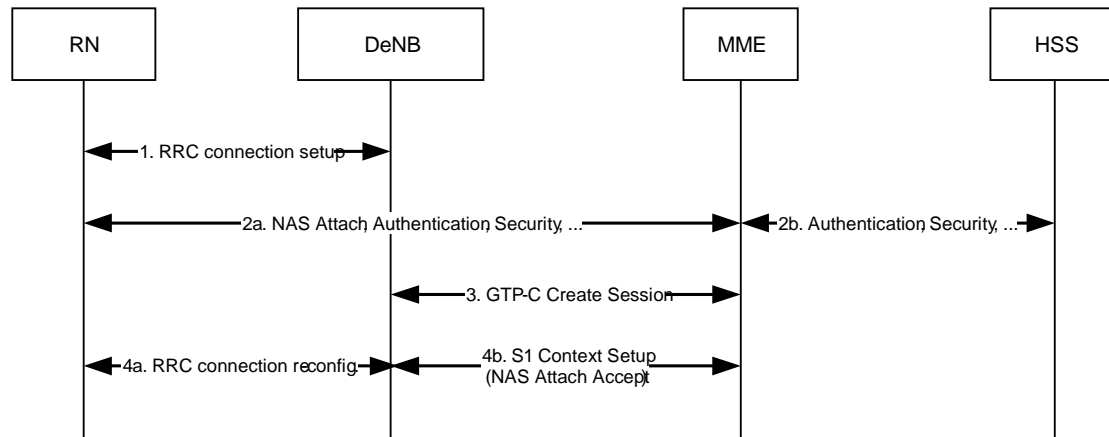 RN
DeNB
MME
HSS
1. RRC connection setup
2a. NAS Attach, Authentication, Security, ...
2b. Authentication, Security, ...
3. GTP-C Create Session
4a. RRC connection reconfig.
4b. S1 Context Setup
(NAS Attach Accept)